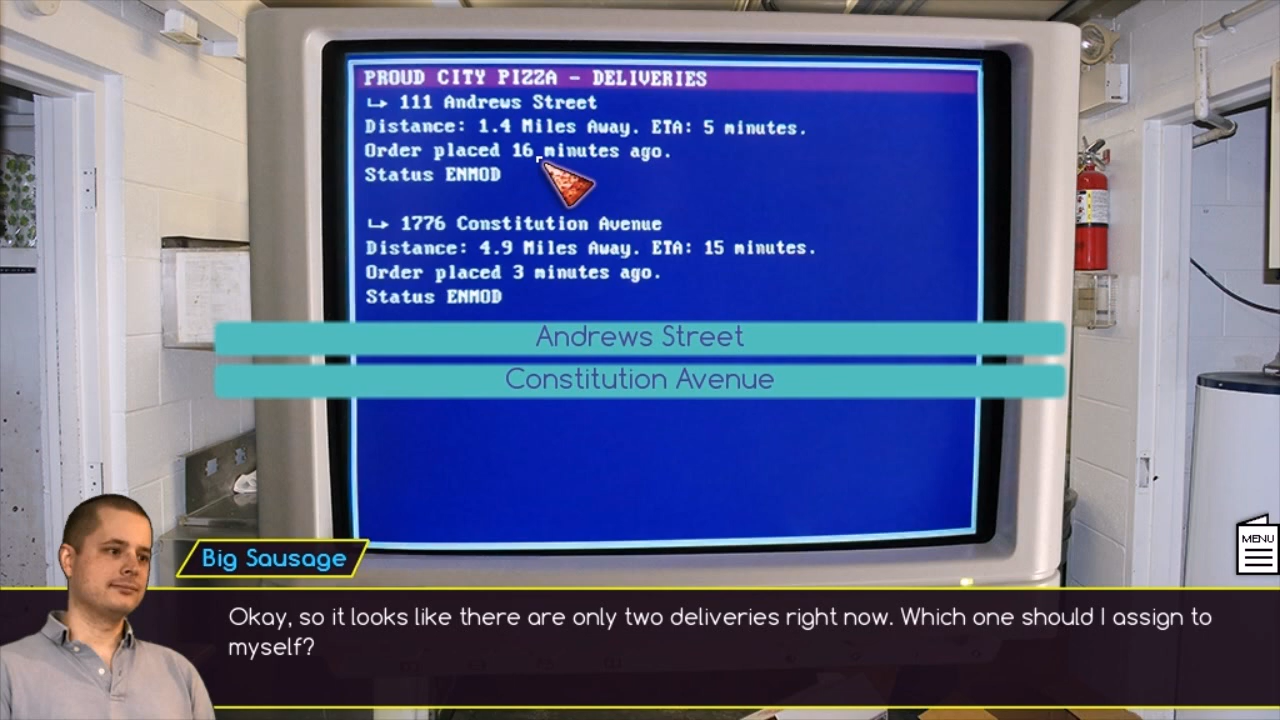 PROUD CITY PIZZA - DELIVERIES
↳ 111 Andrews Street
Distance: 1.4 Miles Away. ETA: 5 minutes.
Order placed 16 minutes ago.
Status ENMOD
↳ 1776 Constitution Avenue
Distance: 4.9 Miles Away. ETA: 15 minutes.
Order placed 3 minutes ago.
Status ENMOD
Andrews Street
Constitution Avenue
MENU
Big Sausage
Okay, so it looks like there are only two deliveries right now. Which one should I assign to
myself?